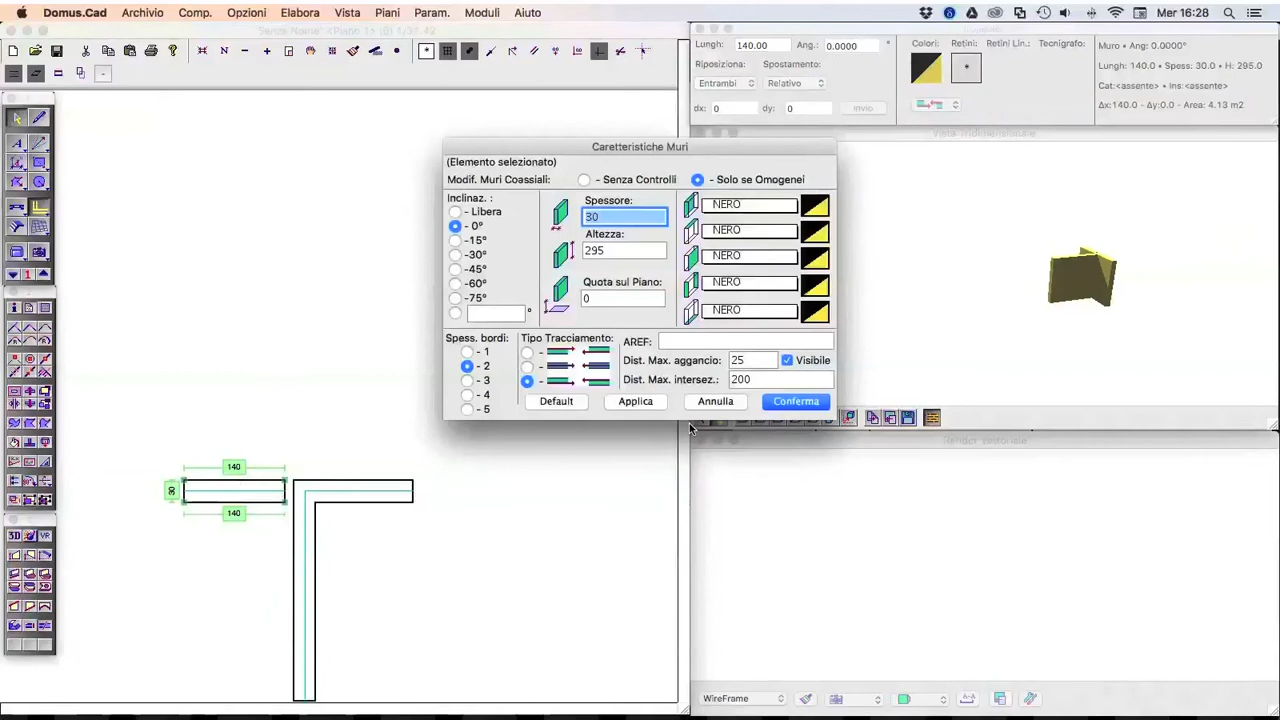 Domus.Cad Archivio Comp. Opzioni Elabora Vista Piani Param. Moduli Aiuto
Mer 16:28
Lungh: 140.00 Ang.: 0.0000 °
Riposiziona: Spostamento:
Entrambi Relativo
dx: 0 dy: 0 Invio
Colori: Retini: Retini Lin.: Tecnigrafo:
Muro • Ang: 0.0000°
Lungh: 140.0 • Spess: 30.0 • H: 295.0
Cat:<assente> • Ins:<assente>
Δx:140.0 - Δy:0.0 - Area: 4.13 m2
Vista Tridimensionale
Caretteristiche Muri
(Elemento selezionato)
Modif. Muri Coassiali: - Senza Controlli - Solo se Omogenei
Inclinaz. :
- Libera
- 0°
-15°
-30°
-45°
-60°
-75°
°
Spessore:
30
Altezza:
295
Quota sul Piano:
0
NERO
NERO
NERO
NERO
NERO
Spess. bordi:
- 1
- 2
- 3
- 4
- 5
Tipo Tracciamento:
AREF:
Dist. Max. aggancio: 25 Visibile
Dist. Max. intersez.: 200
Default Applica Annulla Conferma
140
30
140
1
3D VR
WireFrame